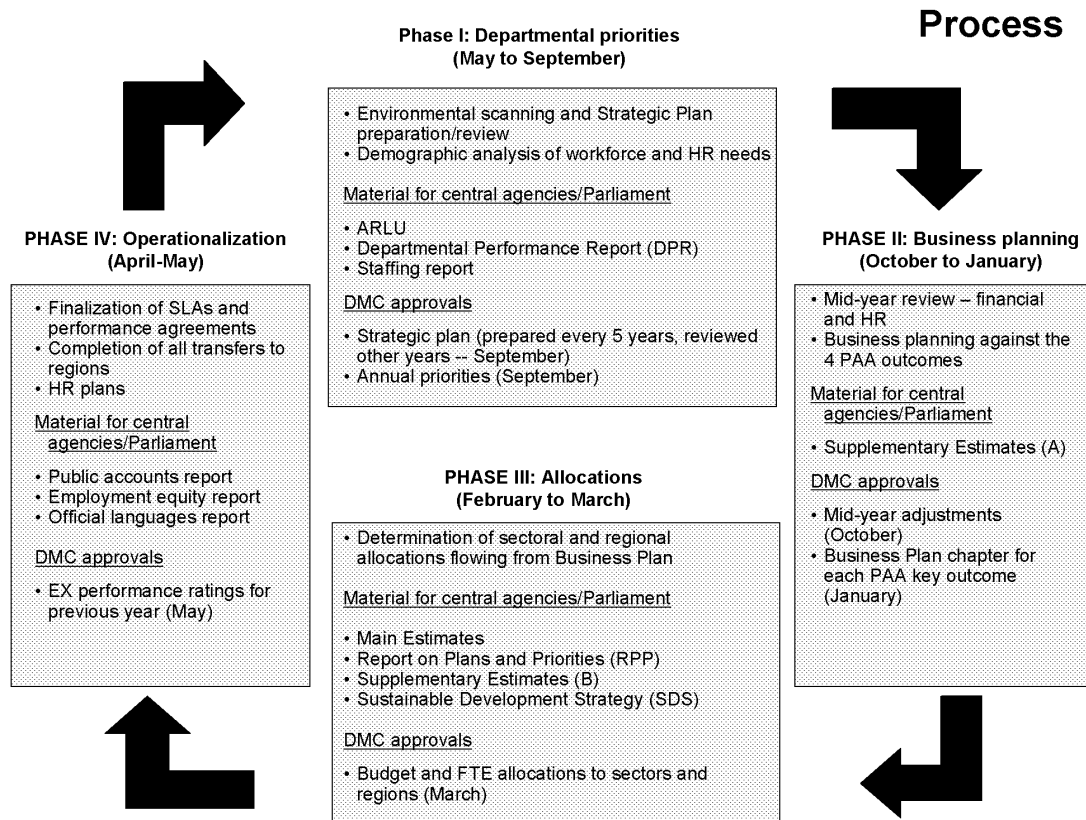 Process
Phase I: Departmental priorities
(May to September)
• Environmental scanning and Strategic Plan
preparation/review
• Demographic analysis of workforce and HR needs
Material for central agencies/Parliament
• ARLU
• Departmental Performance Report (DPR)
• Staffing report
DMC approvals
• Strategic plan (prepared every 5 years, reviewed
other years -- September)
• Annual priorities (September)
PHASE II: Business planning
(October to January)
• Mid-year review – financial
and HR
• Business planning against the
4 PAA outcomes
Material for central
agencies/Parliament
• Supplementary Estimates (A)
DMC approvals
• Mid-year adjustments
(October)
• Business Plan chapter for
each PAA key outcome
(January)
PHASE III: Allocations
(February to March)
• Determination of sectoral and regional
allocations flowing from Business Plan
Material for central agencies/Parliament
• Main Estimates
• Report on Plans and Priorities (RPP)
• Supplementary Estimates (B)
• Sustainable Development Strategy (SDS)
DMC approvals
• Budget and FTE allocations to sectors and
regions (March)
PHASE IV: Operationalization
(April-May)
• Finalization of SLAs and
performance agreements
• Completion of all transfers to
regions
• HR plans
Material for central
agencies/Parliament
• Public accounts report
• Employment equity report
• Official languages report
DMC approvals
• EX performance ratings for
previous year (May)